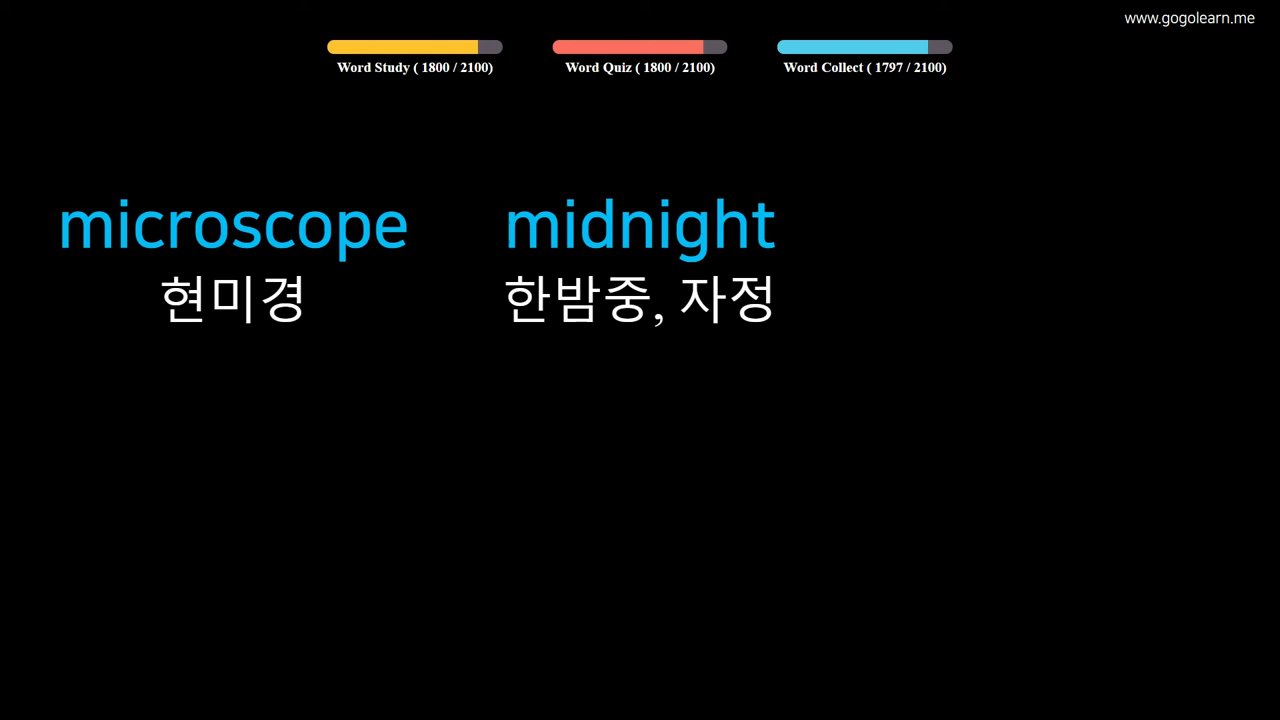 www.gogolearn.me
Word Study ( 1800 / 2100)
Word Quiz ( 1800 / 2100)
Word Collect ( 1797 / 2100)
microscope
현미경
midnight
한밤중, 자정